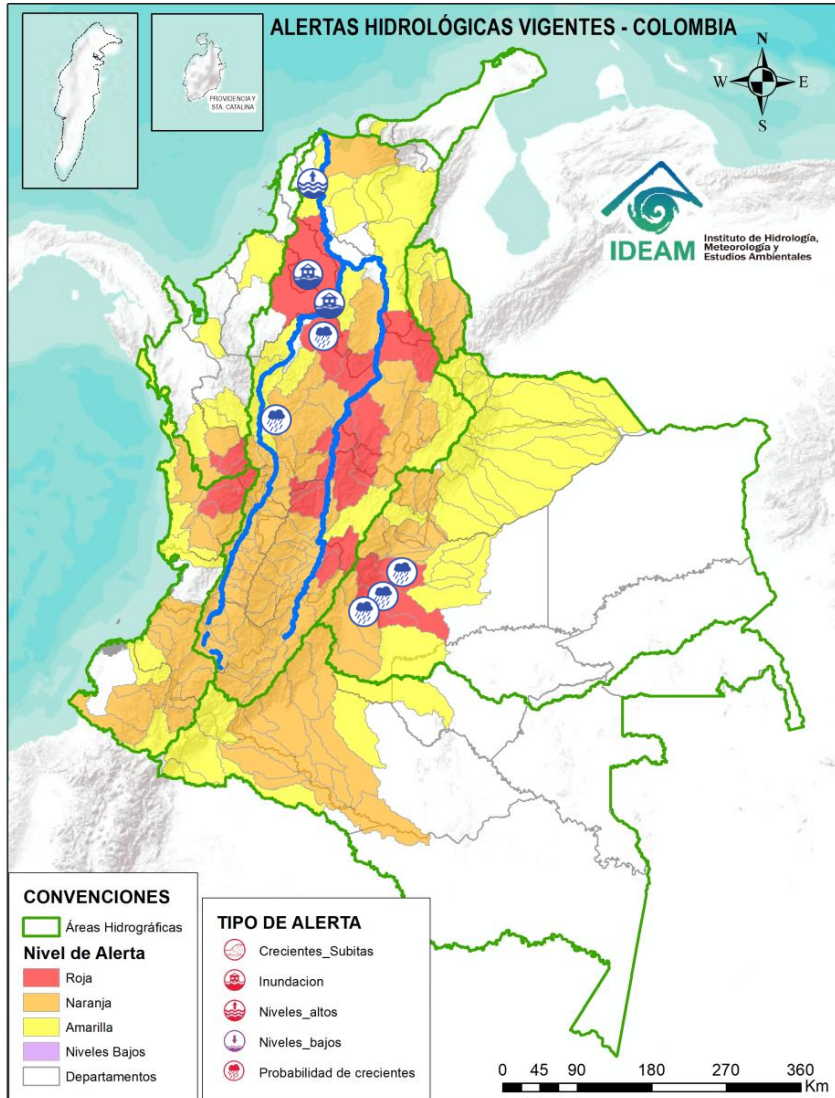 ALERTAS HIDROLÓGICAS VIGENTES - COLOMBIA
PROVIDENCIA Y
STA. CATALINA
N
W
E
S
IDEAM
Instituto de Hidrología,
Meteorología y
Estudios Ambientales
CONVENCIONES
Áreas Hidrográficas
Nivel de Alerta
Roja
Naranja
Amarilla
Niveles Bajos
Departamentos
TIPO DE ALERTA
Crecientes_Subitas
Inundacion
Niveles_altos
Niveles_bajos
Probabilidad de crecientes
0 45 90 180 270 360
Km